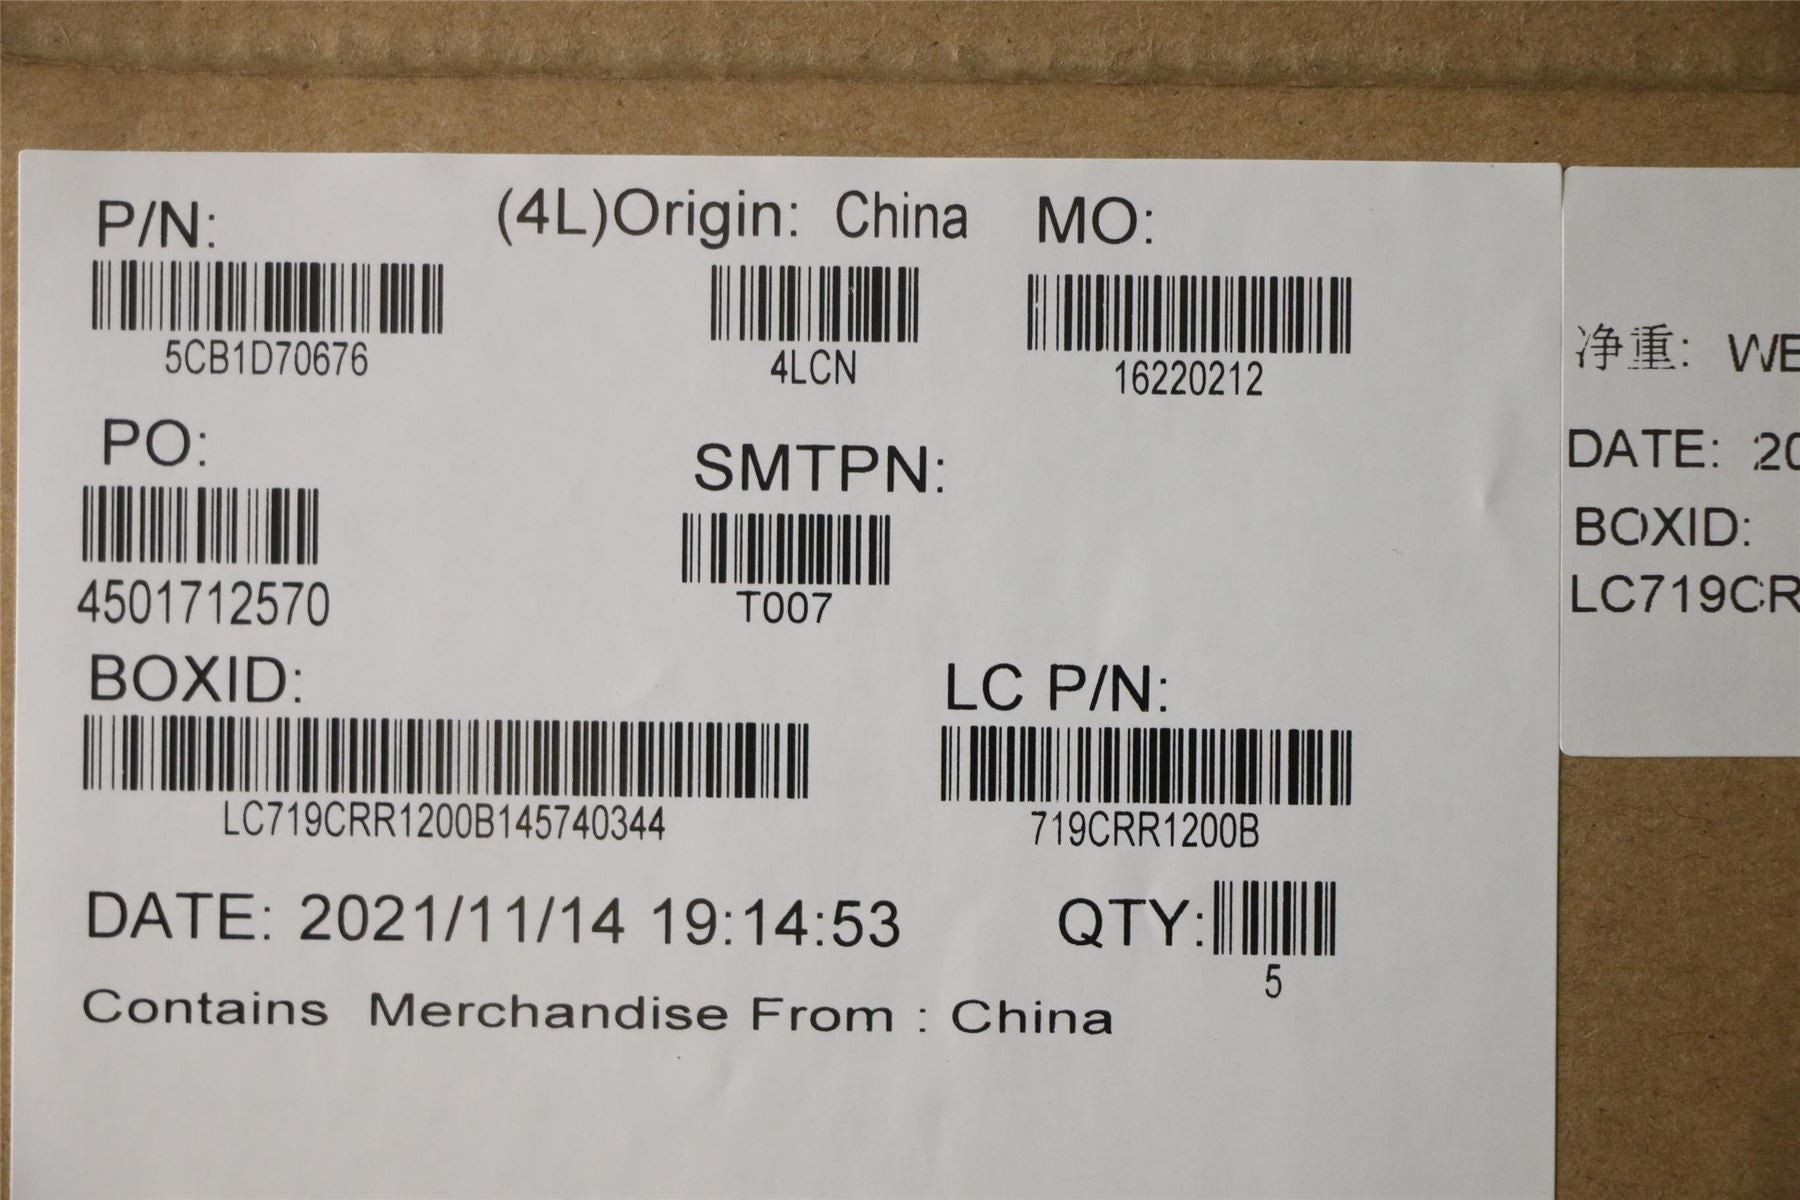 P/N:
(4L)Origin: China
MO:
5CB1D70676
4LCN
16220212
PO:
SMTPN:
4501712570
T007
BOXID:
LC P/N:
LC719CRR1200B145740344
719CRR1200B
DATE: 2021/11/14 19:14:53
QTY:
5
Contains Merchandise From : China
净重:
DATE: 20
BOXID:
LC719CR